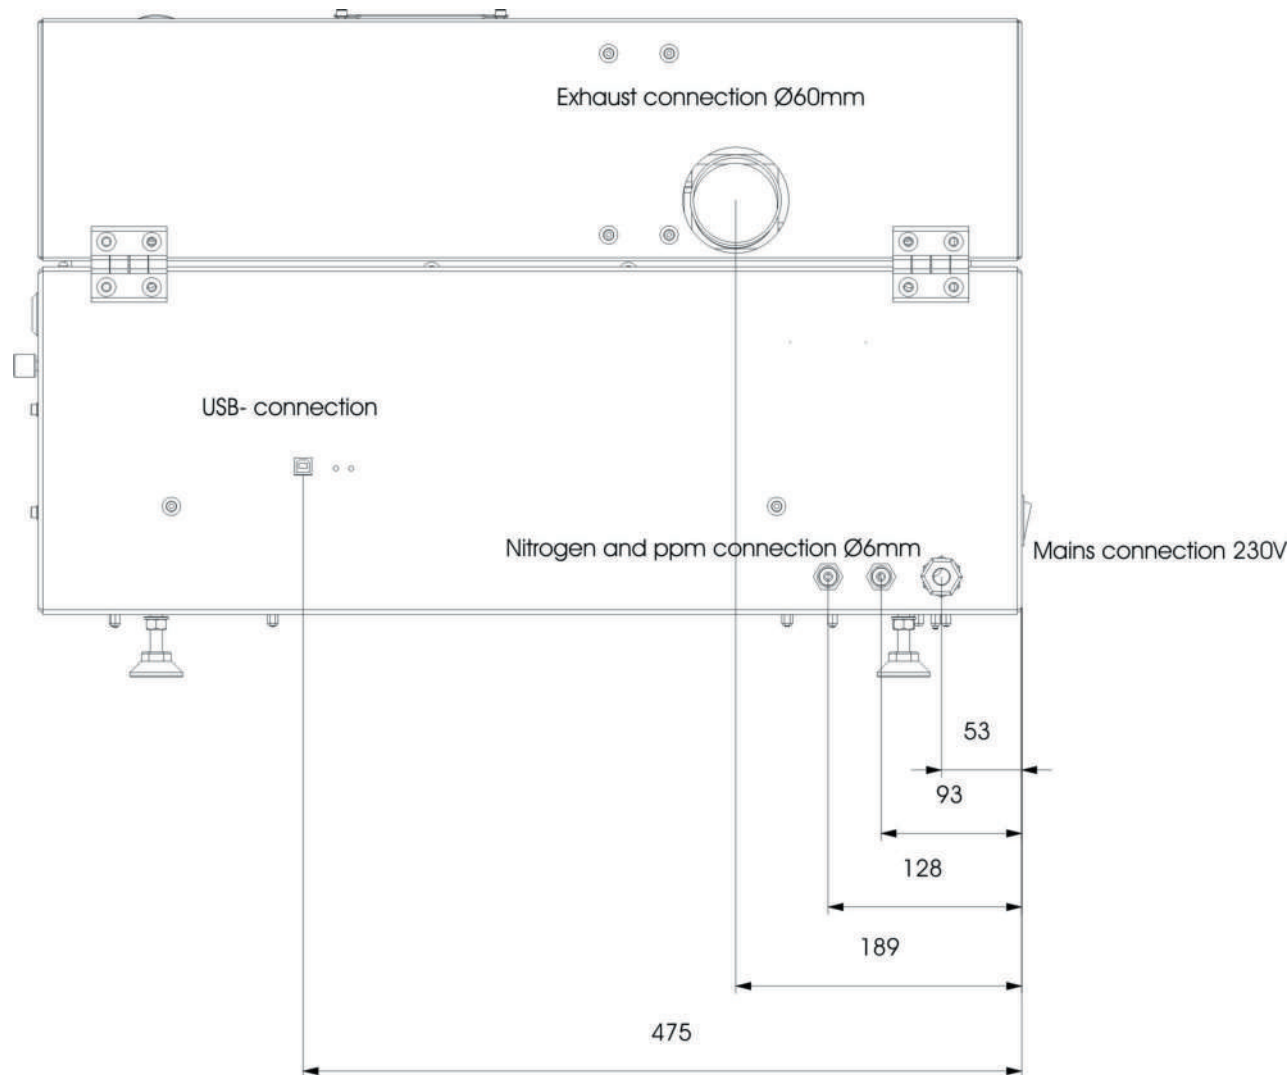 Exhaust connection Ø60mm
USB- connection
Nitrogen and ppm connection Ø6mm
Mains connection 230V
53
93
128
189
475